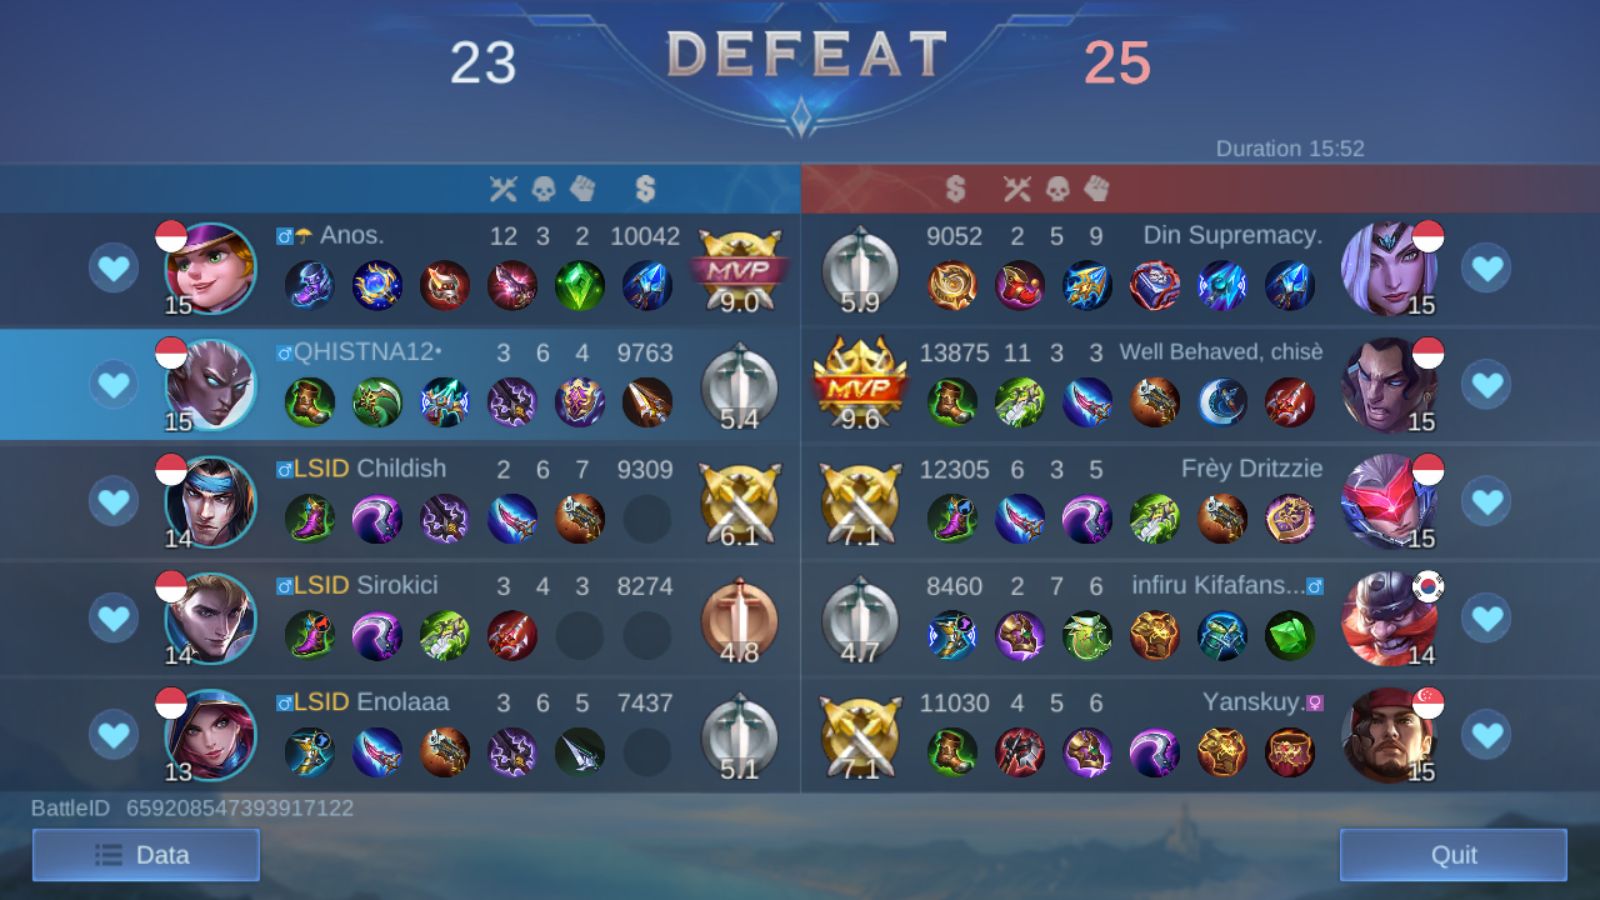 23 DEFEAT 25
Duration 15:52
Anos. 12 3 2 10042 MVP 9.0
15
5.9 9052 2 5 9 Din Supremacy.
15
QHISTNA12• 3 6 4 9763 5.4
15
MVP 9.6 13875 11 3 3 Well Behaved, chisè
15
LSID Childish 2 6 7 9309 6.1
14
7.1 12305 6 3 5 Frèy Dritzzie
15
LSID Sirokici 3 4 3 8274 4.8
14
4.7 8460 2 7 6 infiru Kifafans...
14
LSID Enolaaa 3 6 5 7437 5.1
13
7.1 11030 4 5 6 Yanskuy.
15
BattleID 659208547393917122
Data
Quit